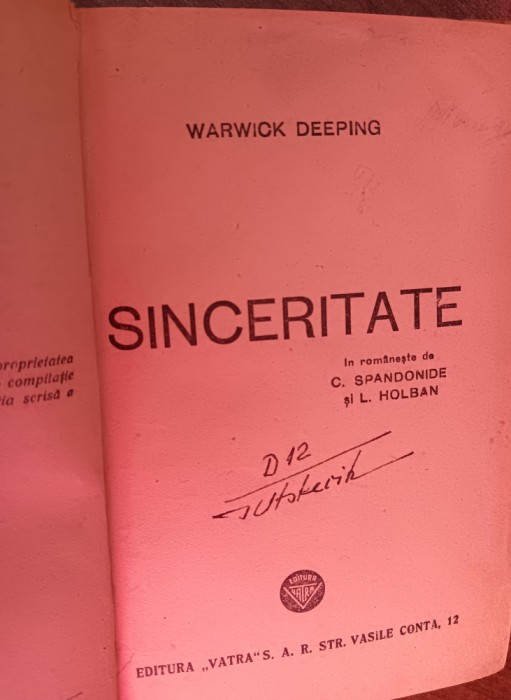 WARWICK DEEPING
SINCERITATE
proprietatea
compilație
scrisă a
In românește de
C. SPANDONIDE
și L. HOLBAN
D 12
EDITURA
VATRA
EDITURA „VATRA“ S. A. R. STR. VASILE CONTA, 12